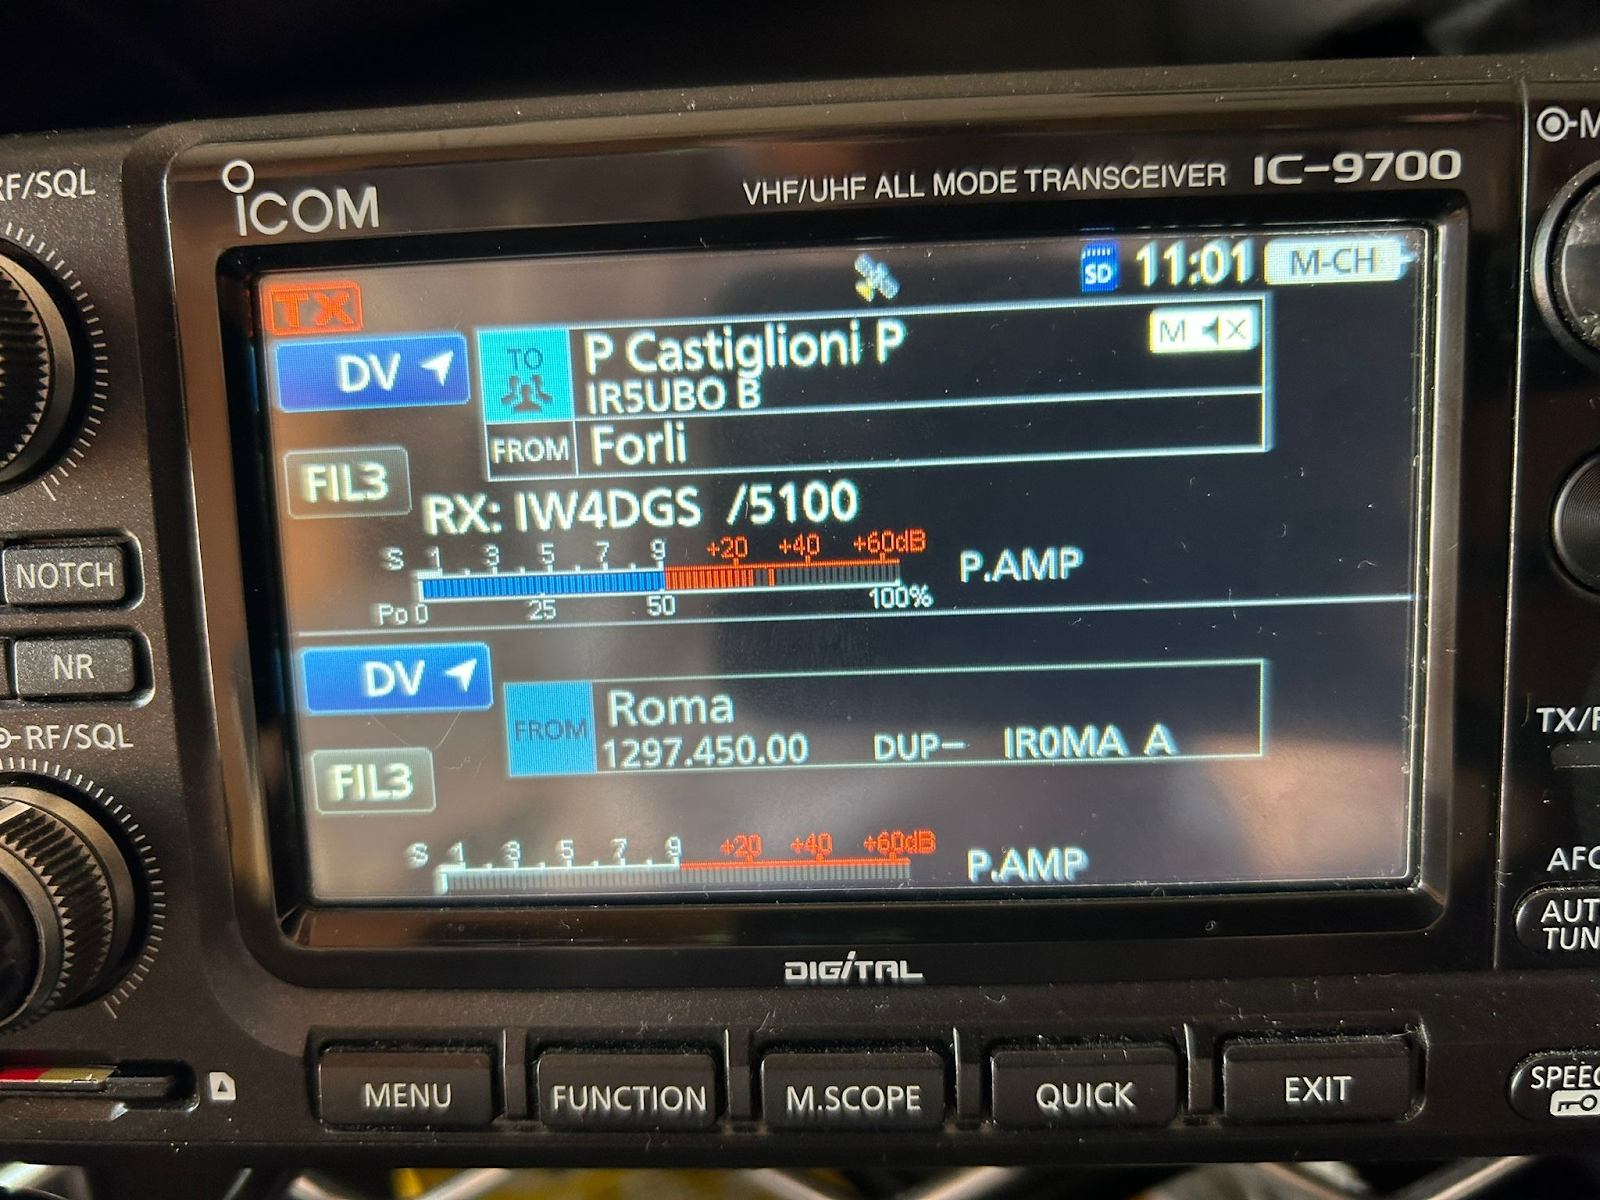 RF/SQL
ICOM
VHF/UHF ALL MODE TRANSCEIVER IC-9700
SD 11:01 M-CH
TX
DV
TO P Castiglioni P M
IR5UBO B
FROM Forli
FIL3
RX: IW4DGS /5100
S 1 . 3 . 5 . 7 . 9 +20 +40 +60dB P.AMP
Po 0 25 50 100%
NOTCH
NR
RF/SQL
DV
FROM Roma
1297.450.00 DUP– IR0MA A
FIL3
S 1 . 3 . 5 . 7 . 9 +20 +40 +60dB P.AMP
DIGITAL
MENU FUNCTION M.SCOPE QUICK EXIT